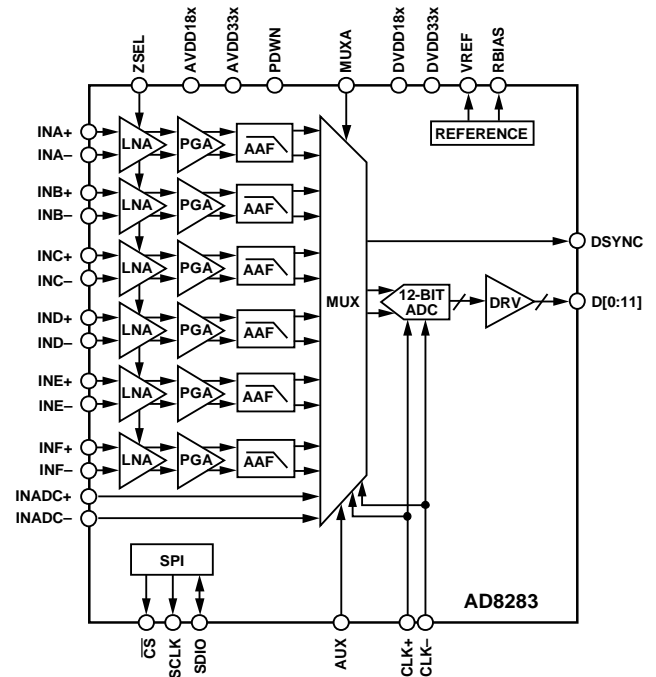 ZSEL
AVDD18x
AVDD33x
PDWN
MUXA
DVDD18x
DVDD33x
VREF
RBIAS
REFERENCE
INA+
INA–
LNA
PGA
AAF
INB+
INB–
LNA
PGA
AAF
INC+
INC–
LNA
PGA
AAF
IND+
IND–
LNA
PGA
AAF
INE+
INE–
LNA
PGA
AAF
INF+
INF–
LNA
PGA
AAF
INADC+
INADC–
MUX
12-BIT
ADC
DRV
DSYNC
D[0:11]
SPI
AD8283
CS
SCLK
SDIO
AUX
CLK+
CLK–